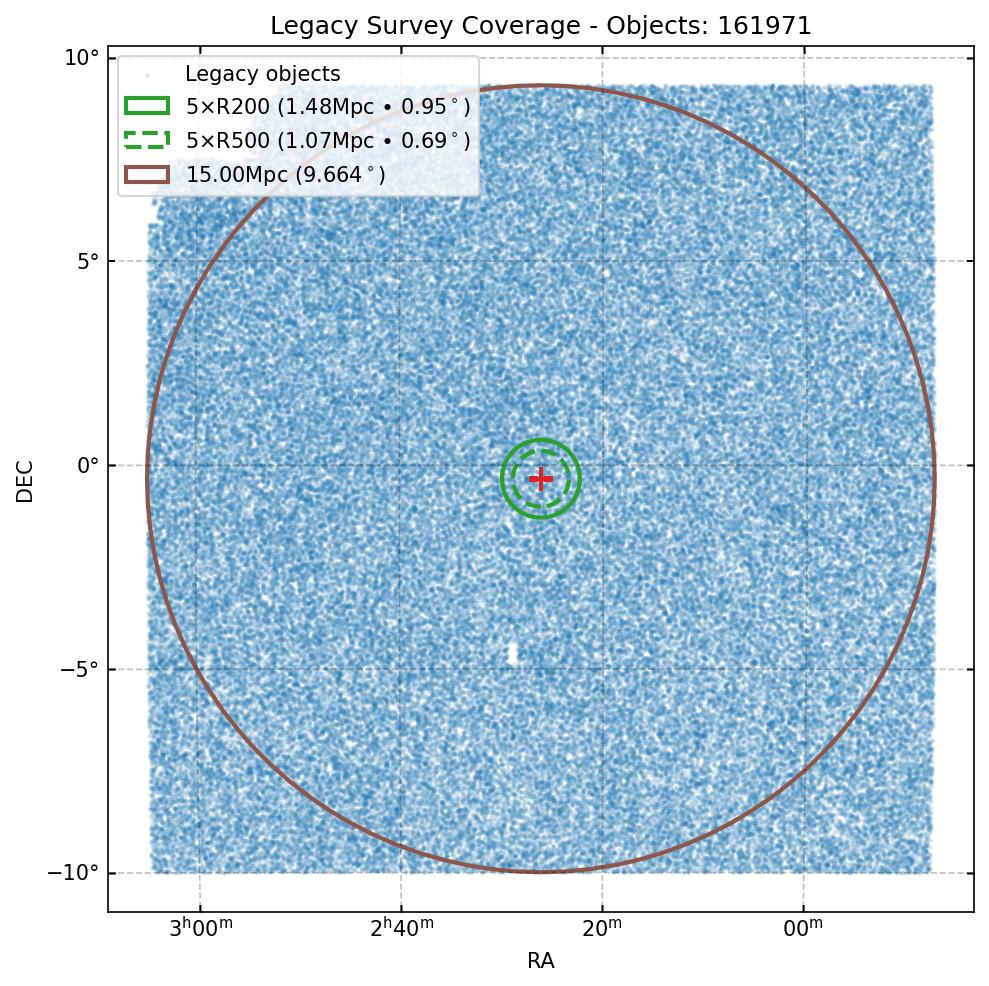 Legacy Survey Coverage - Objects: 161971
Legacy objects
5×R200 (1.48Mpc • 0.95°)
5×R500 (1.07Mpc • 0.69°)
15.00Mpc (9.664°)
10°
5°
0°
−5°
−10°
DEC
3ʰ00ᵐ 2ʰ40ᵐ 20ᵐ 00ᵐ
RA